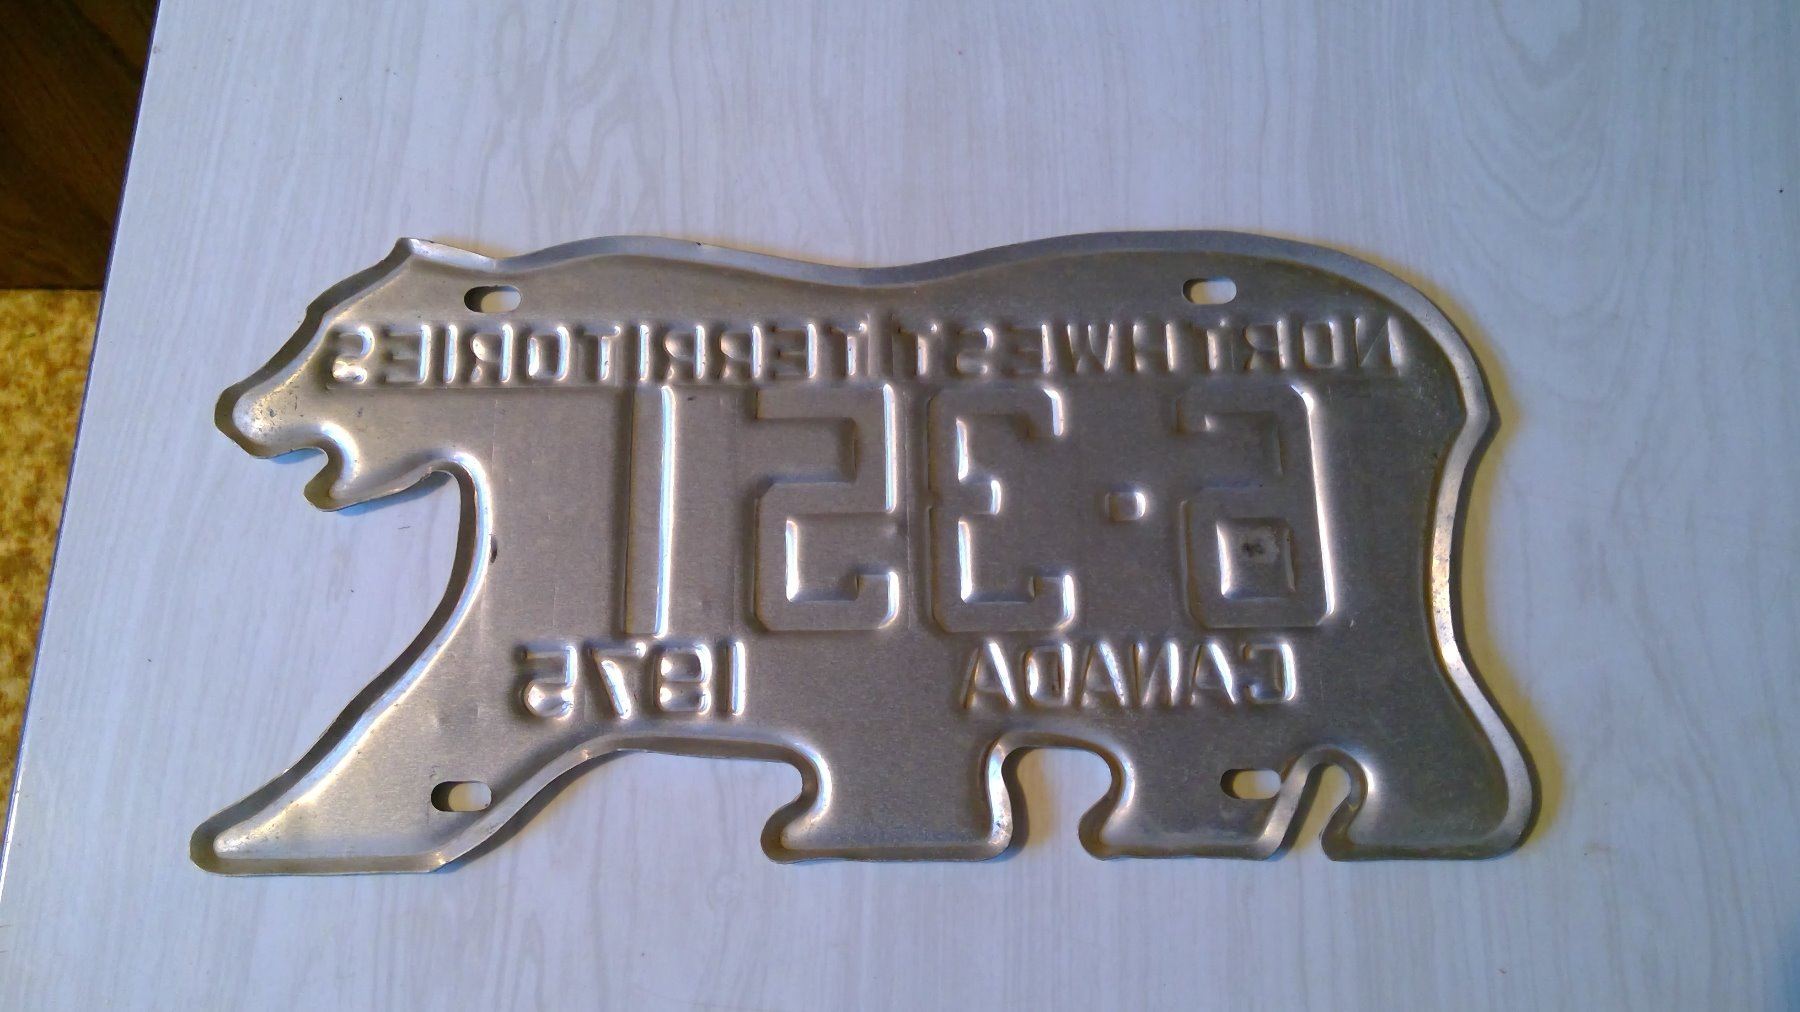 NORTHWEST TERRITORIES
6·351
CANADA 1975